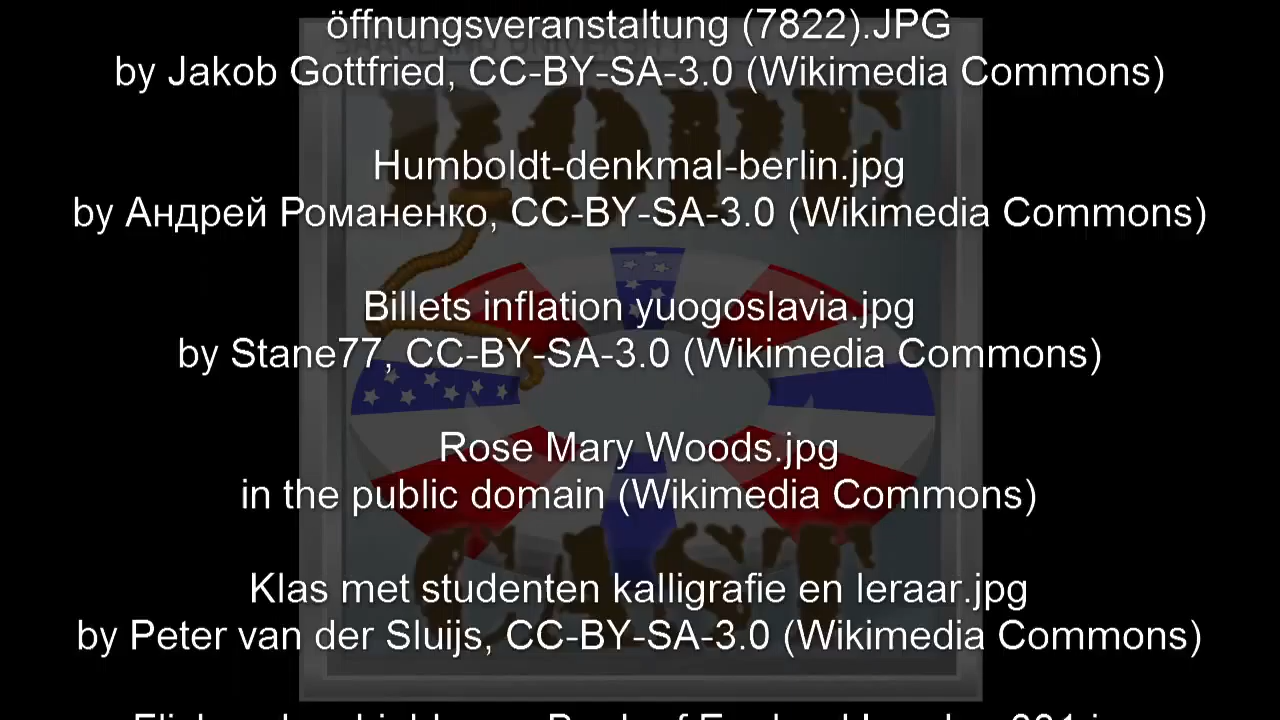 öffnungsveranstaltung (7822).JPG
by Jakob Gottfried, CC-BY-SA-3.0 (Wikimedia Commons)
Humboldt-denkmal-berlin.jpg
by Андрей Романенко, CC-BY-SA-3.0 (Wikimedia Commons)
Billets inflation yuogoslavia.jpg
by Stane77, CC-BY-SA-3.0 (Wikimedia Commons)
Rose Mary Woods.jpg
in the public domain (Wikimedia Commons)
Klas met studenten kalligrafie en leraar.jpg
by Peter van der Sluijs, CC-BY-SA-3.0 (Wikimedia Commons)
ROPE
CAST